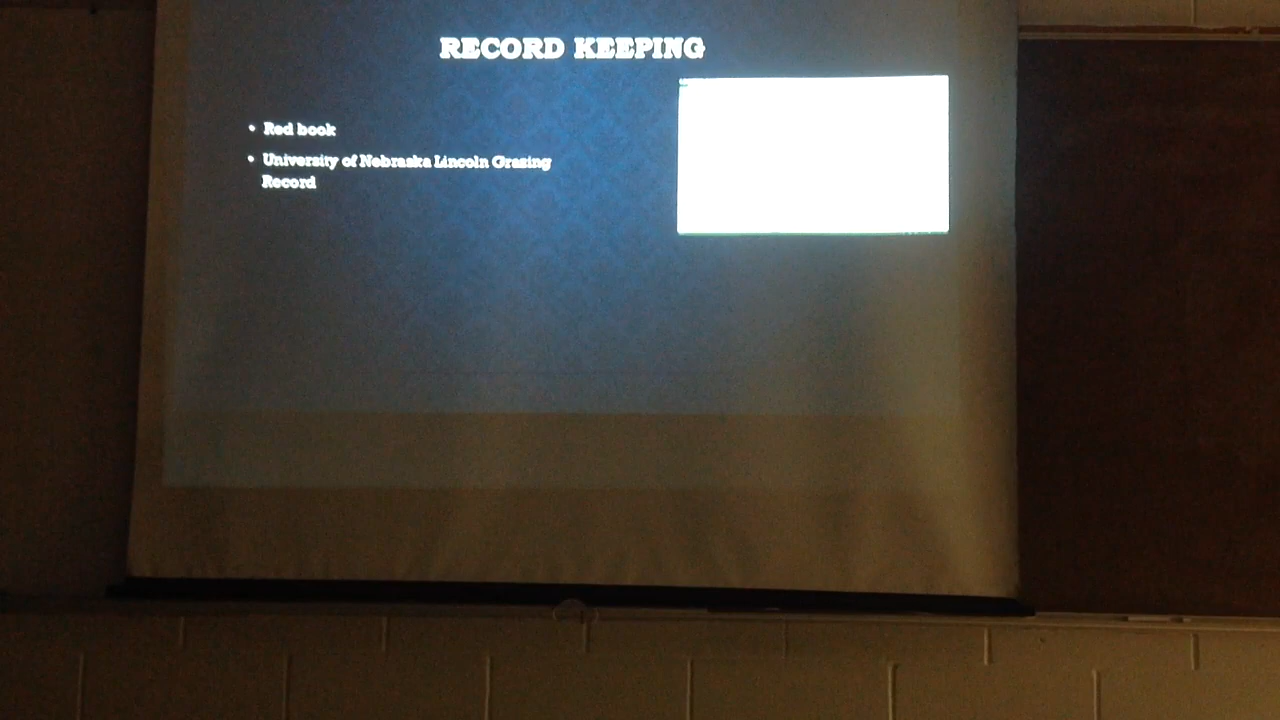 RECORD KEEPING
• Red book
• University of Nebraska Lincoln Grazing
Record